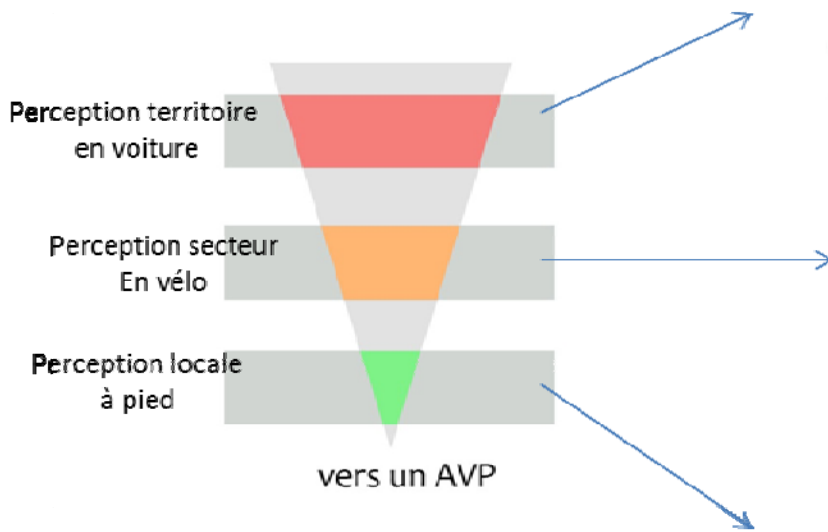 Perception territoire
en voiture
Perception secteur
En vélo
Perception locale
à pied
vers un AVP